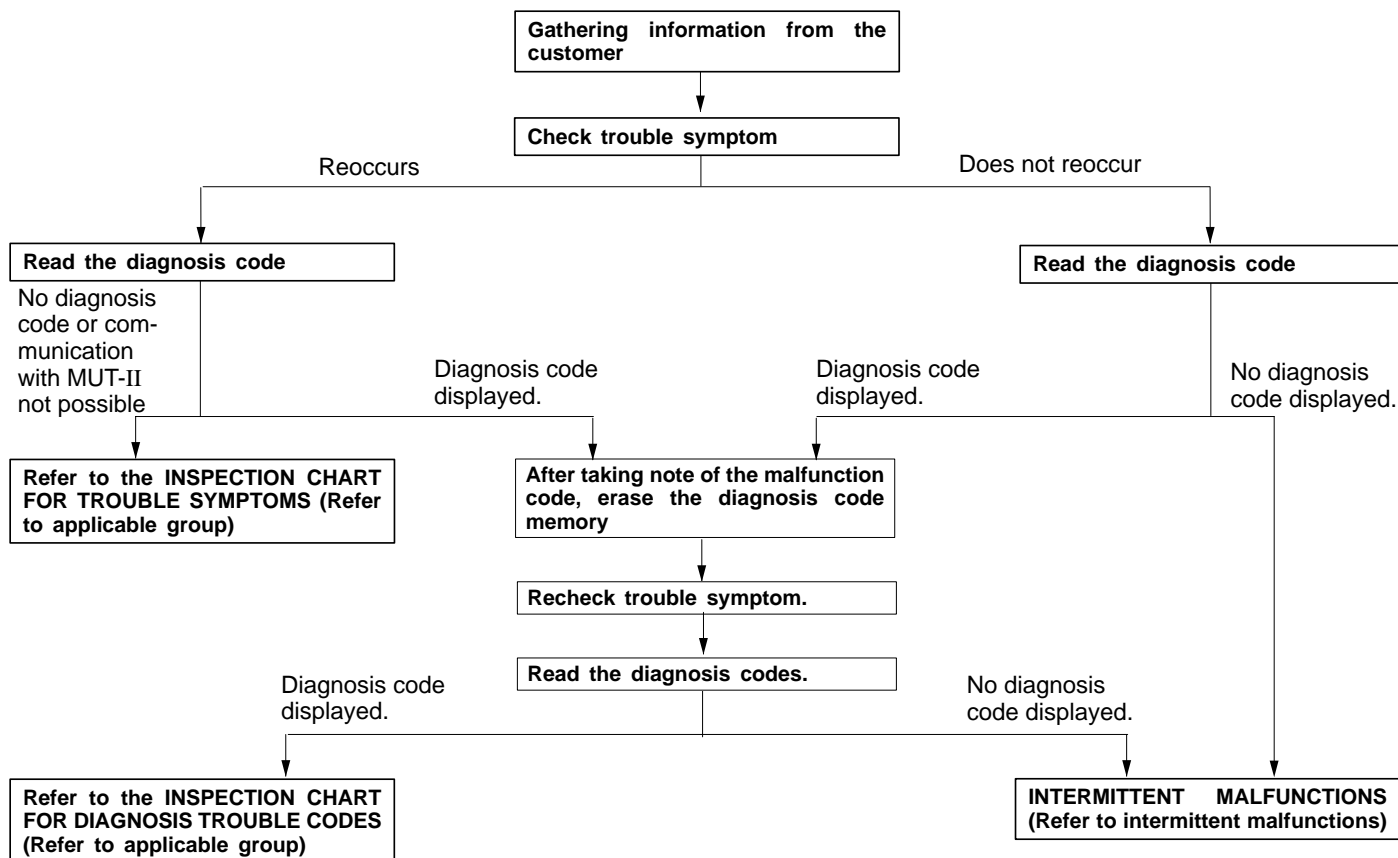 Gathering information from the
customer
Check trouble symptom
Reoccurs
Does not reoccur
Read the diagnosis code
Read the diagnosis code
No diagnosis
code or com-
munication
with MUT-II
not possible
Diagnosis code
displayed.
Diagnosis code
displayed.
No diagnosis
code displayed.
Refer to the INSPECTION CHART
FOR TROUBLE SYMPTOMS (Refer
to applicable group)
After taking note of the malfunction
code, erase the diagnosis code
memory
Recheck trouble symptom.
Read the diagnosis codes.
Diagnosis code
displayed.
No diagnosis
code displayed.
Refer to the INSPECTION CHART
FOR DIAGNOSIS TROUBLE CODES
(Refer to applicable group)
INTERMITTENT MALFUNCTIONS
(Refer to intermittent malfunctions)